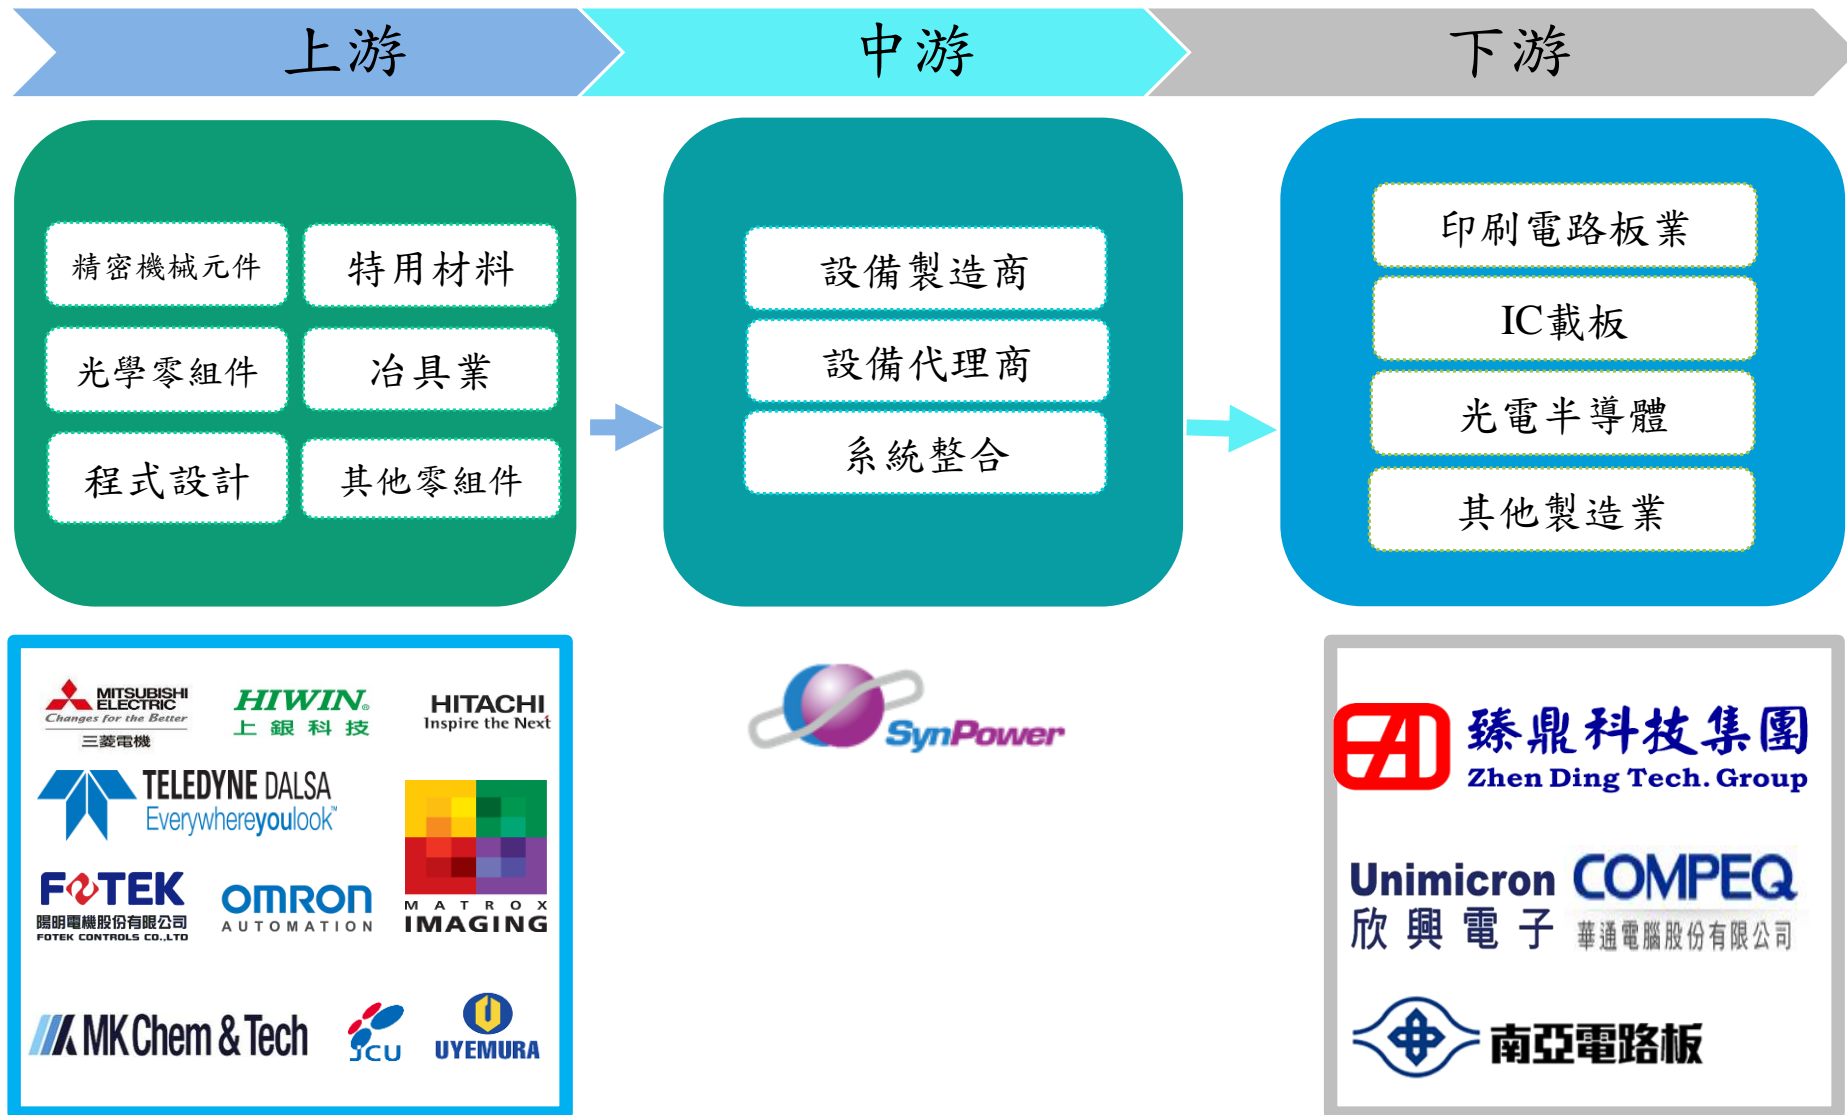 上游
中游
下游
精密機械元件
特用材料
光學零組件
冶具業
程式設計
其他零組件
設備製造商
設備代理商
系統整合
印刷電路板業
IC載板
光電半導體
其他製造業
MITSUBISHI
ELECTRIC
Changes for the Better
三菱電機
HIWIN®
上銀科技
HITACHI
Inspire the Next
TELEDYNE DALSA
Everywhereyoulook™
MATROX
IMAGING
FOTEK
陽明電機股份有限公司
FOTEK CONTROLS CO.,LTD
OMRON
AUTOMATION
MK Chem & Tech
JCU
UYEMURA
SynPower
臻鼎科技集團
Zhen Ding Tech. Group
Unimicron
欣興電子
COMPEQ
華通電腦股份有限公司
南亞電路板